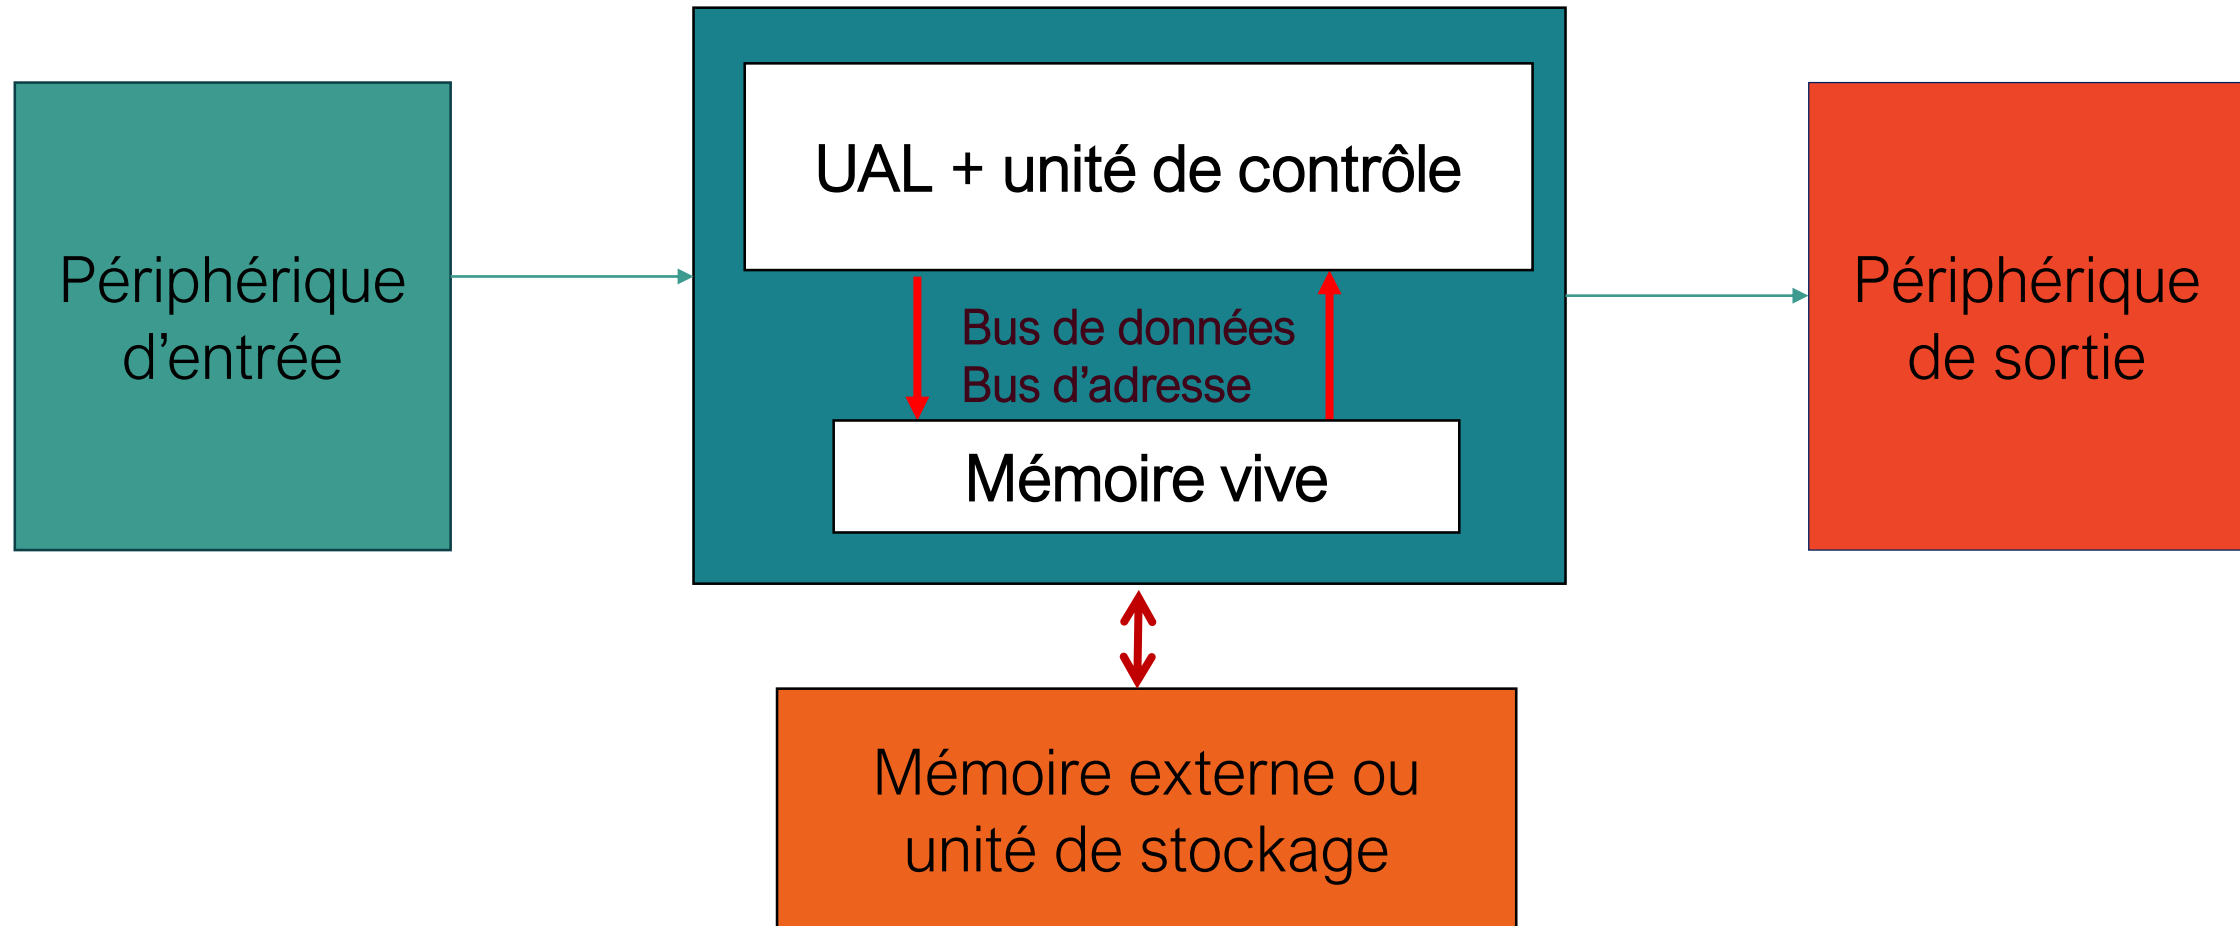 Périphérique
d’entrée
UAL + unité de contrôle
Bus de données
Bus d’adresse
Mémoire vive
Périphérique
de sortie
Mémoire externe ou
unité de stockage